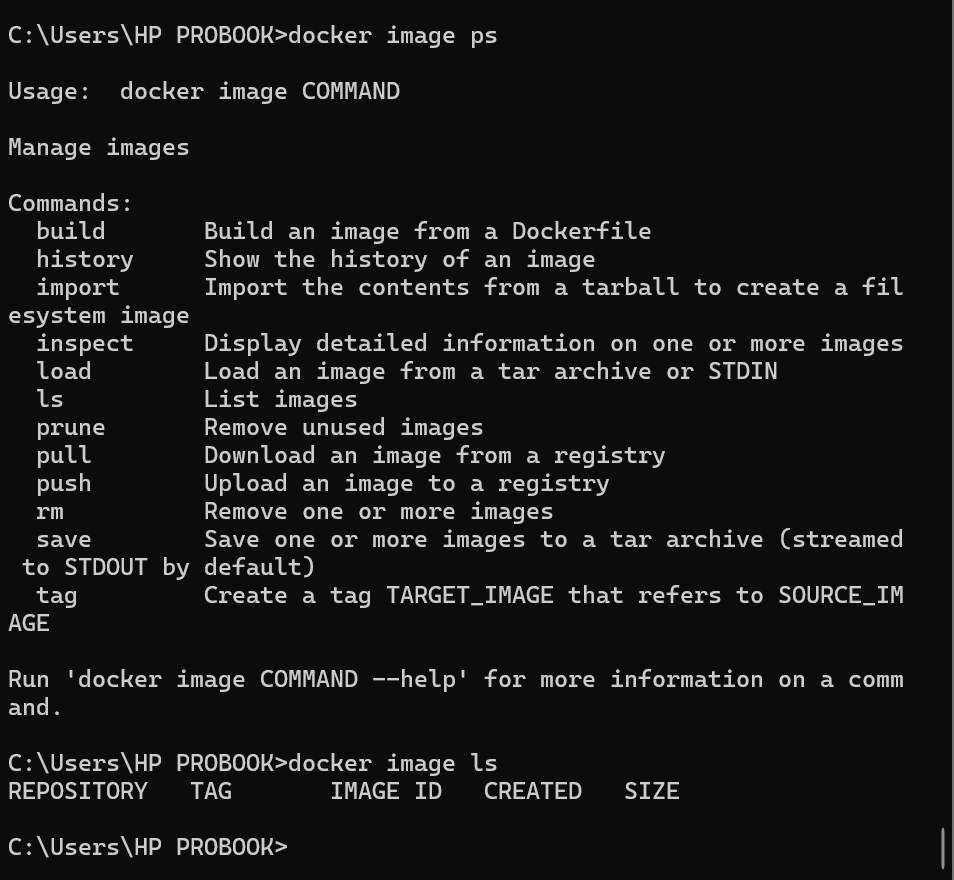 C:\Users\HP PROBOOK>docker image ps
Usage:  docker image COMMAND
Manage images
Commands:
  build       Build an image from a Dockerfile
  history     Show the history of an image
  import      Import the contents from a tarball to create a fil
esystem image
  inspect     Display detailed information on one or more images
  load        Load an image from a tar archive or STDIN
  ls          List images
  prune       Remove unused images
  pull        Download an image from a registry
  push        Upload an image to a registry
  rm          Remove one or more images
  save        Save one or more images to a tar archive (streamed
 to STDOUT by default)
  tag         Create a tag TARGET_IMAGE that refers to SOURCE_IM
AGE
Run 'docker image COMMAND --help' for more information on a comm
and.
C:\Users\HP PROBOOK>docker image ls
REPOSITORY   TAG       IMAGE ID   CREATED   SIZE
C:\Users\HP PROBOOK>